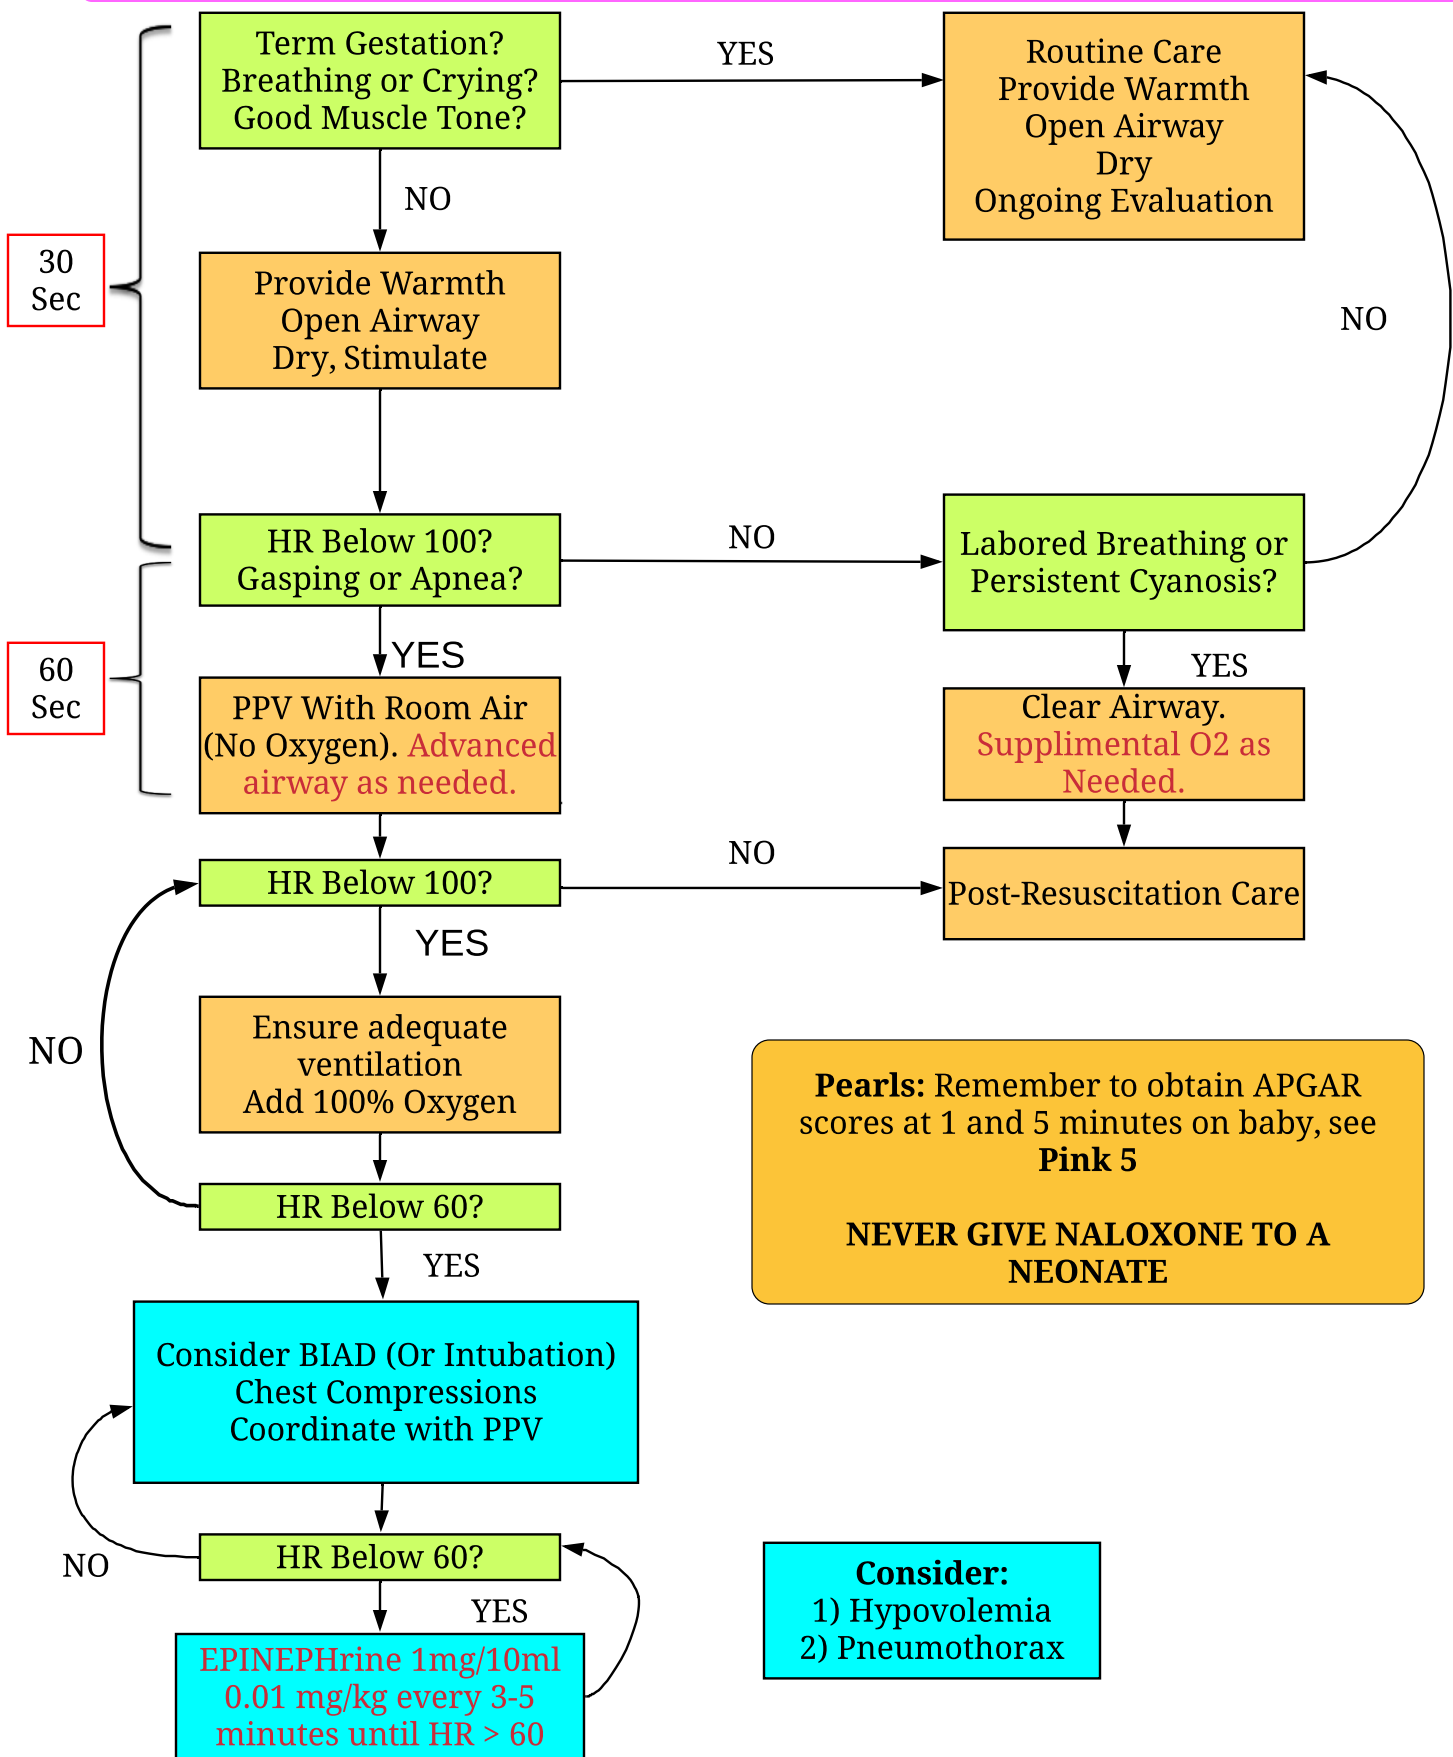 Term Gestation?
Breathing or Crying?
Good Muscle Tone?
YES
Routine Care
Provide Warmth
Open Airway
Dry
Ongoing Evaluation
NO
30
Sec
Provide Warmth
Open Airway
Dry, Stimulate
NO
HR Below 100?
Gasping or Apnea?
NO
Labored Breathing or
Persistent Cyanosis?
YES
YES
60
Sec
PPV With Room Air
(No Oxygen). Advanced
airway as needed.
Clear Airway.
Supplimental O2 as
Needed.
HR Below 100?
NO
Post-Resuscitation Care
YES
NO
Ensure adequate
ventilation
Add 100% Oxygen
Pearls: Remember to obtain APGAR
scores at 1 and 5 minutes on baby, see
Pink 5
NEVER GIVE NALOXONE TO A
NEONATE
HR Below 60?
YES
Consider BIAD (Or Intubation)
Chest Compressions
Coordinate with PPV
NO
HR Below 60?
YES
Consider:
1) Hypovolemia
2) Pneumothorax
EPINEPHrine 1mg/10ml
0.01 mg/kg every 3-5
minutes until HR > 60